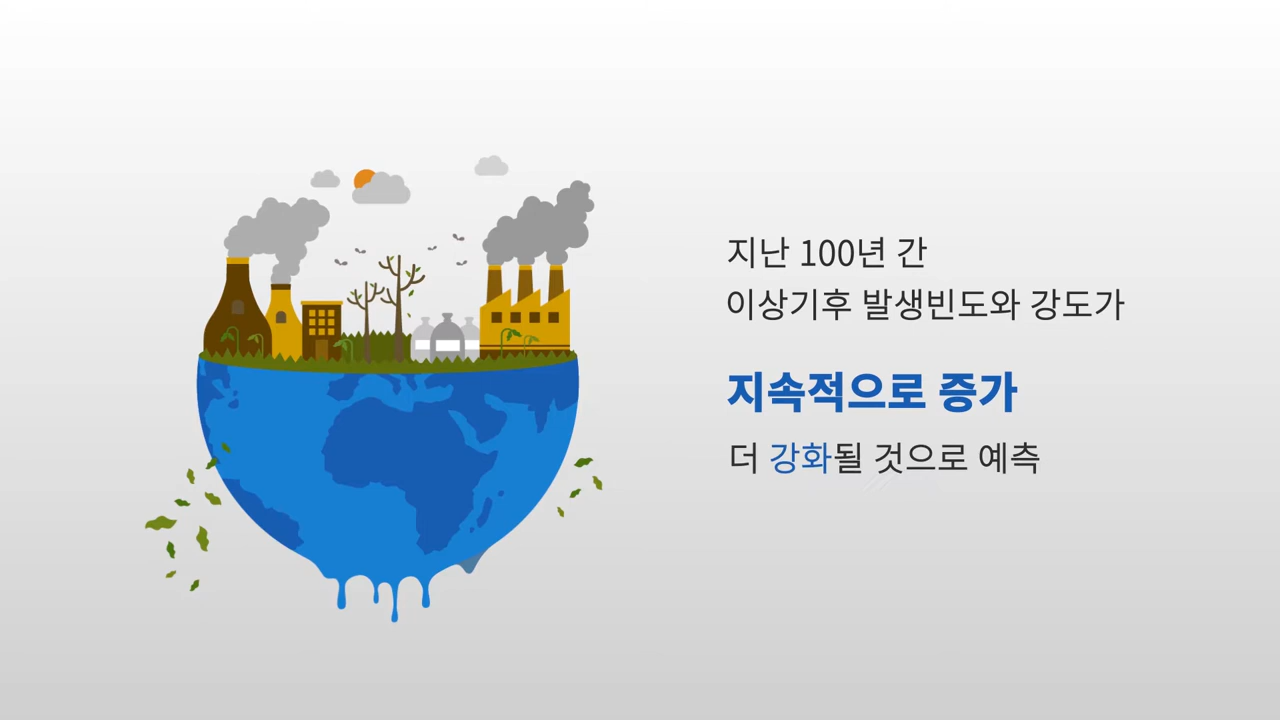 지난 100년 간
이상기후 발생빈도와 강도가
지속적으로 증가
더 강화될 것으로 예측